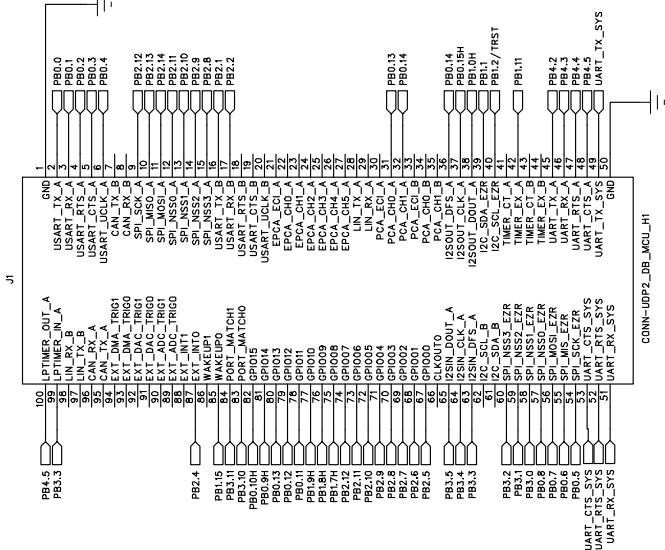 J1
PB0.0
PB0.1
PB0.2
PB0.3
PB0.4
PB2.12
PB2.13
PB2.14
PB2.11
PB2.10
PB2.9
PB2.8
PB2.1
PB2.2
PB0.13
PB0.14
PB0.14
PB0.15H
PB1.0H
PB1.1
PB1.2/TRST
PB1.11
PB4.2
PB4.3
PB4.4
PB4.5
UART_TX_SYS
1 GND
2 USART_TX_A
3 USART_RX_A
4 USART_RTS_A
5 USART_CTS_A
6 USART_UCLK_A
7 CAN_TX_B
8 CAN_RX_B
9 SPI_SCK_A
10 SPI_MISO_A
11 SPI_MOSI_A
12 SPI_NSS0_A
13 SPI_NSS1_A
14 SPI_NSS2_A
15 SPI_NSS3_A
16 USART_TX_B
17 USART_RX_B
18 USART_RTS_B
19 USART_CTS_B
20 USART_UCLK_B
21 EPCA_ECI_A
22 EPCA_CH0_A
23 EPCA_CH1_A
24 EPCA_CH2_A
25 EPCA_CH3_A
26 EPCA_CH4_A
27 EPCA_CH5_A
28 LIN_TX_A
29 LIN_RX_A
30 PCA_ECI_A
31 PCA_CH0_A
32 PCA_CH1_A
33 PCA_ECI_B
34 PCA_CH0_B
35 PCA_CH1_B
36 I2SOUT_DFS_A
37 I2SOUT_CLK_A
38 I2SOUT_DOUT_A
39 I2C_SDA_EZR
40 I2C_SCL_EZR
41 TIMER_CT_A
42 TIMER_EX_A
43 TIMER_CT_B
44 TIMER_EX_B
45 UART_TX_A
46 UART_RX_A
47 UART_RTS_A
48 UART_CTS_A
49 UART_TX_SYS
50 GND
100 LPTIMER_OUT_A
99 LPTIMER_IN_A
98 LIN_RX_B
97 LIN_TX_B
96 CAN_RX_A
95 CAN_TX_A
94 EXT_DMA_TRIG1
93 EXT_DMA_TRIG0
92 EXT_DAC_TRIG1
91 EXT_DAC_TRIG0
90 EXT_ADC_TRIG1
89 EXT_ADC_TRIG0
88 EXT_INT1
87 EXT_INT0
86 WAKEUP1
85 WAKEUP0
84 PORT_MATCH1
83 PORT_MATCH0
82 GPIO15
81 GPIO14
80 GPIO13
79 GPIO12
78 GPIO11
77 GPIO10
76 GPIO09
75 GPIO08
74 GPIO07
73 GPIO06
72 GPIO05
71 GPIO04
70 GPIO03
69 GPIO02
68 GPIO01
67 GPIO00
66 CLKOUT0
65 I2SIN_DOUT_A
64 I2SIN_CLK_A
63 I2SIN_DFS_A
62 I2C_SCL_B
61 I2C_SDA_B
60 SPI_NSS3_EZR
59 SPI_NSS2_EZR
58 SPI_NSS1_EZR
57 SPI_NSS0_EZR
56 SPI_MOSI_EZR
55 SPI_MIS_EZR
54 SPI_SCK_EZR
53 UART_CTS_SYS
52 UART_RTS_SYS
51 UART_RX_SYS
PB4.5
PB3.3
PB2.4
PB1.15
PB3.11
PB3.10
PB0.10H
PB0.9H
PB0.13
PB0.12
PB0.11
PB1.9H
PB1.8H
PB1.7H
PB2.12
PB2.11
PB2.10
PB2.9
PB2.8
PB2.7
PB2.6
PB2.5
PB3.5
PB3.4
PB3.3
PB3.2
PB3.1
PB3.0
PB0.8
PB0.7
PB0.6
PB0.5
UART_CTS_SYS
UART_RTS_SYS
UART_RX_SYS
CONN-UDP2_DB_MCU_H1